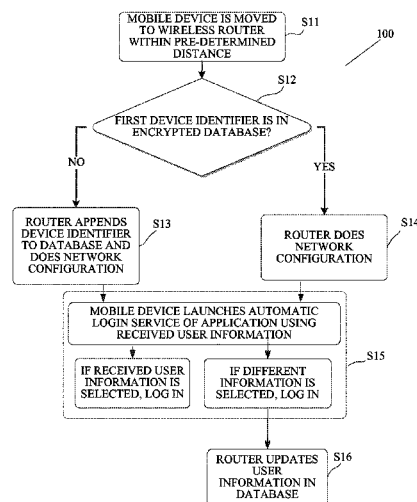 MOBILE DEVICE IS MOVED
TO WIRELESS ROUTER
WITHIN PRE-DETERMINED
DISTANCE
S11
100
S12
FIRST DEVICE IDENTIFIER IS IN
ENCRYPTED DATABASE?
NO
YES
ROUTER APPENDS
DEVICE IDENTIFIER
TO DATABASE AND
DOES NETWORK
CONFIGURATION
S13
ROUTER DOES
NETWORK
CONFIGURATION
S14
MOBILE DEVICE LAUNCHES AUTOMATIC
LOGIN SERVICE OF APPLICATION USING
RECEIVED USER INFORMATION
IF RECEIVED USER
INFORMATION IS
SELECTED, LOG IN
IF DIFFERENT
INFORMATION IS
SELECTED, LOG IN
S15
ROUTER UPDATES
USER
INFORMATION IN
DATABASE
S16